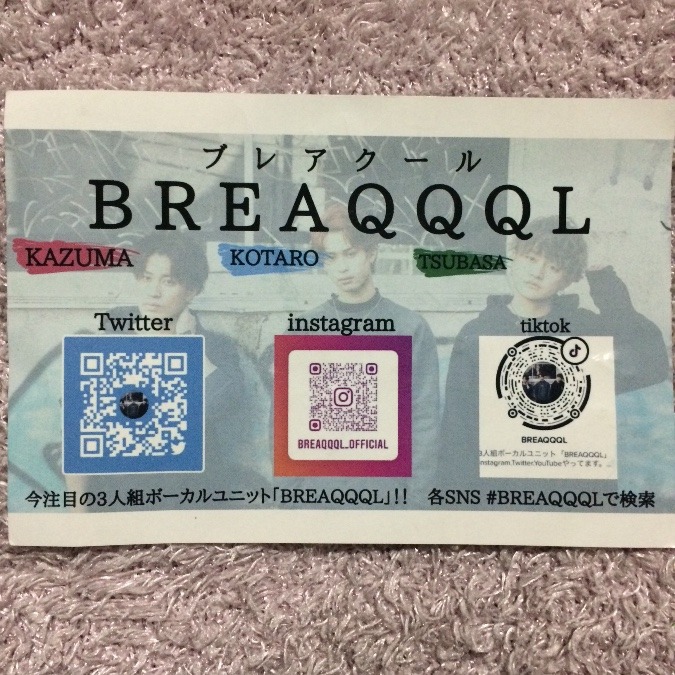 ブレアクール
BREAQQQL
KAZUMA KOTARO TSUBASA
Twitter instagram tiktok
BREAQQQL_OFFICIAL
BREAQQQL
3人組ボーカルユニット「BREAQQQL」
Instagram.Twitter.YouTubeやってます。...
今注目の3人組ボーカルユニット「BREAQQQL」!! 各SNS #BREAQQQLで検索